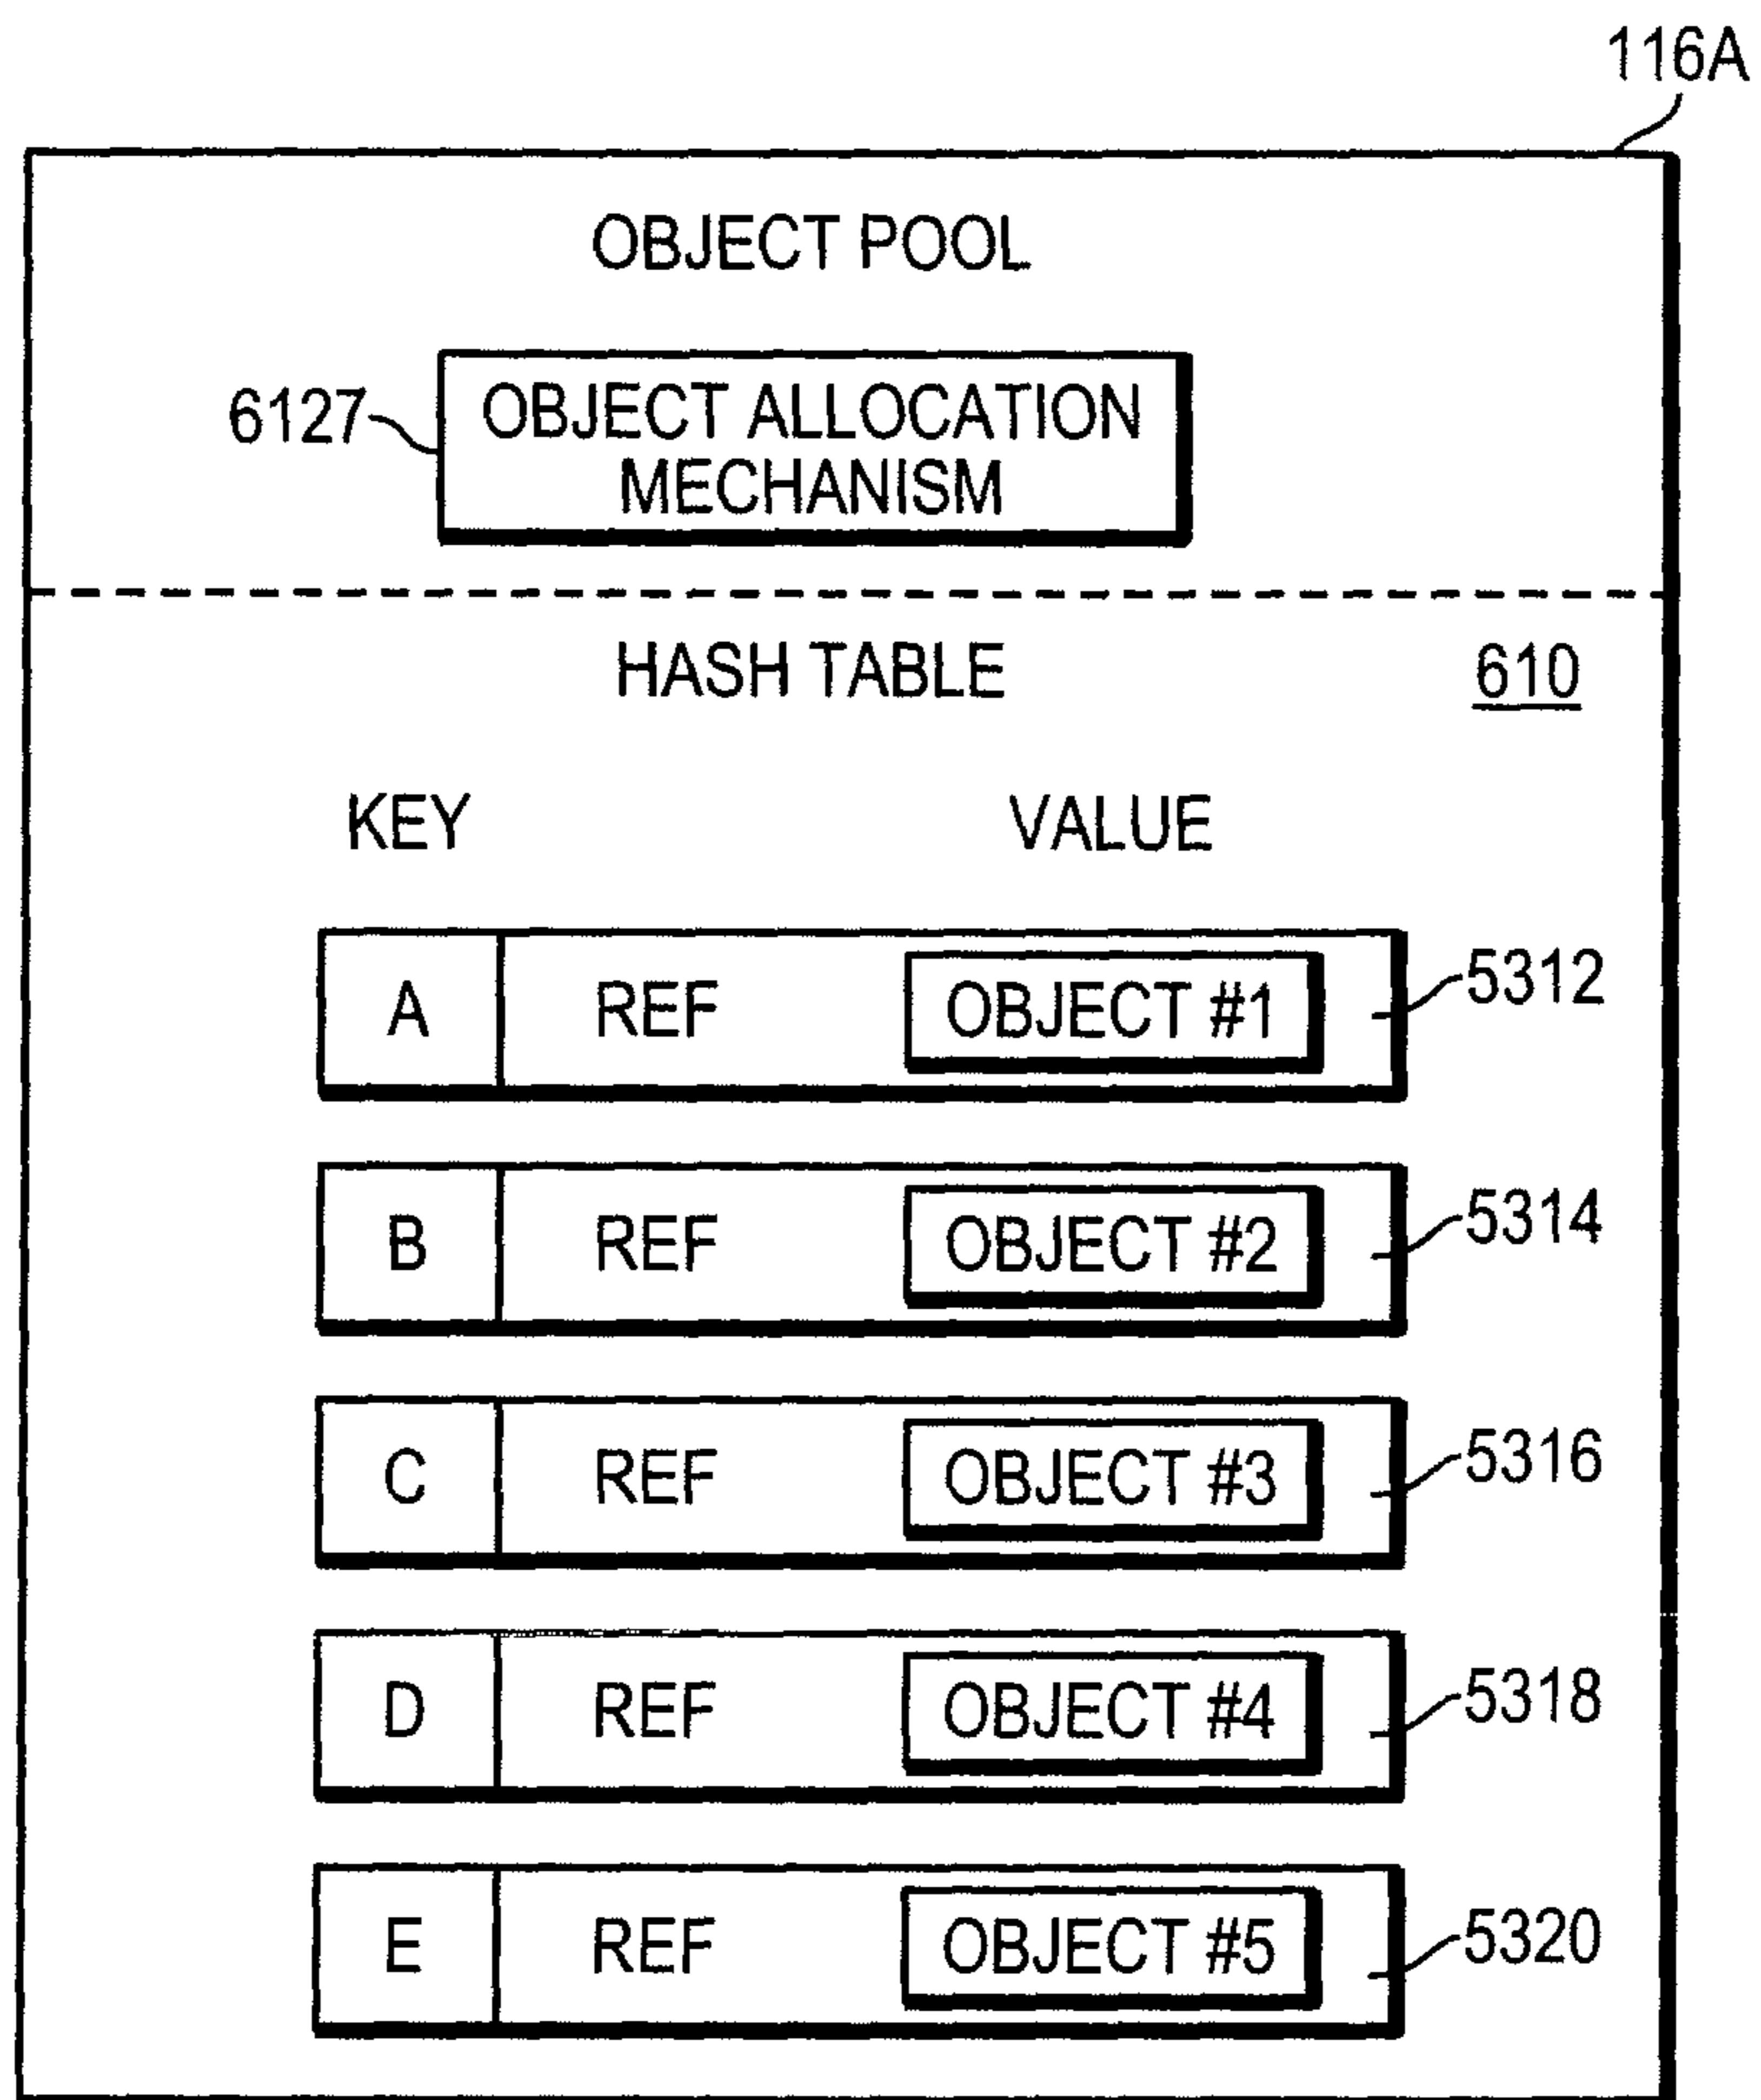 116A
OBJECT POOL
6127
OBJECT ALLOCATION
MECHANISM
HASH TABLE 610
KEY VALUE
A REF OBJECT #1 5312
B REF OBJECT #2 5314
C REF OBJECT #3 5316
D REF OBJECT #4 5318
E REF OBJECT #5 5320